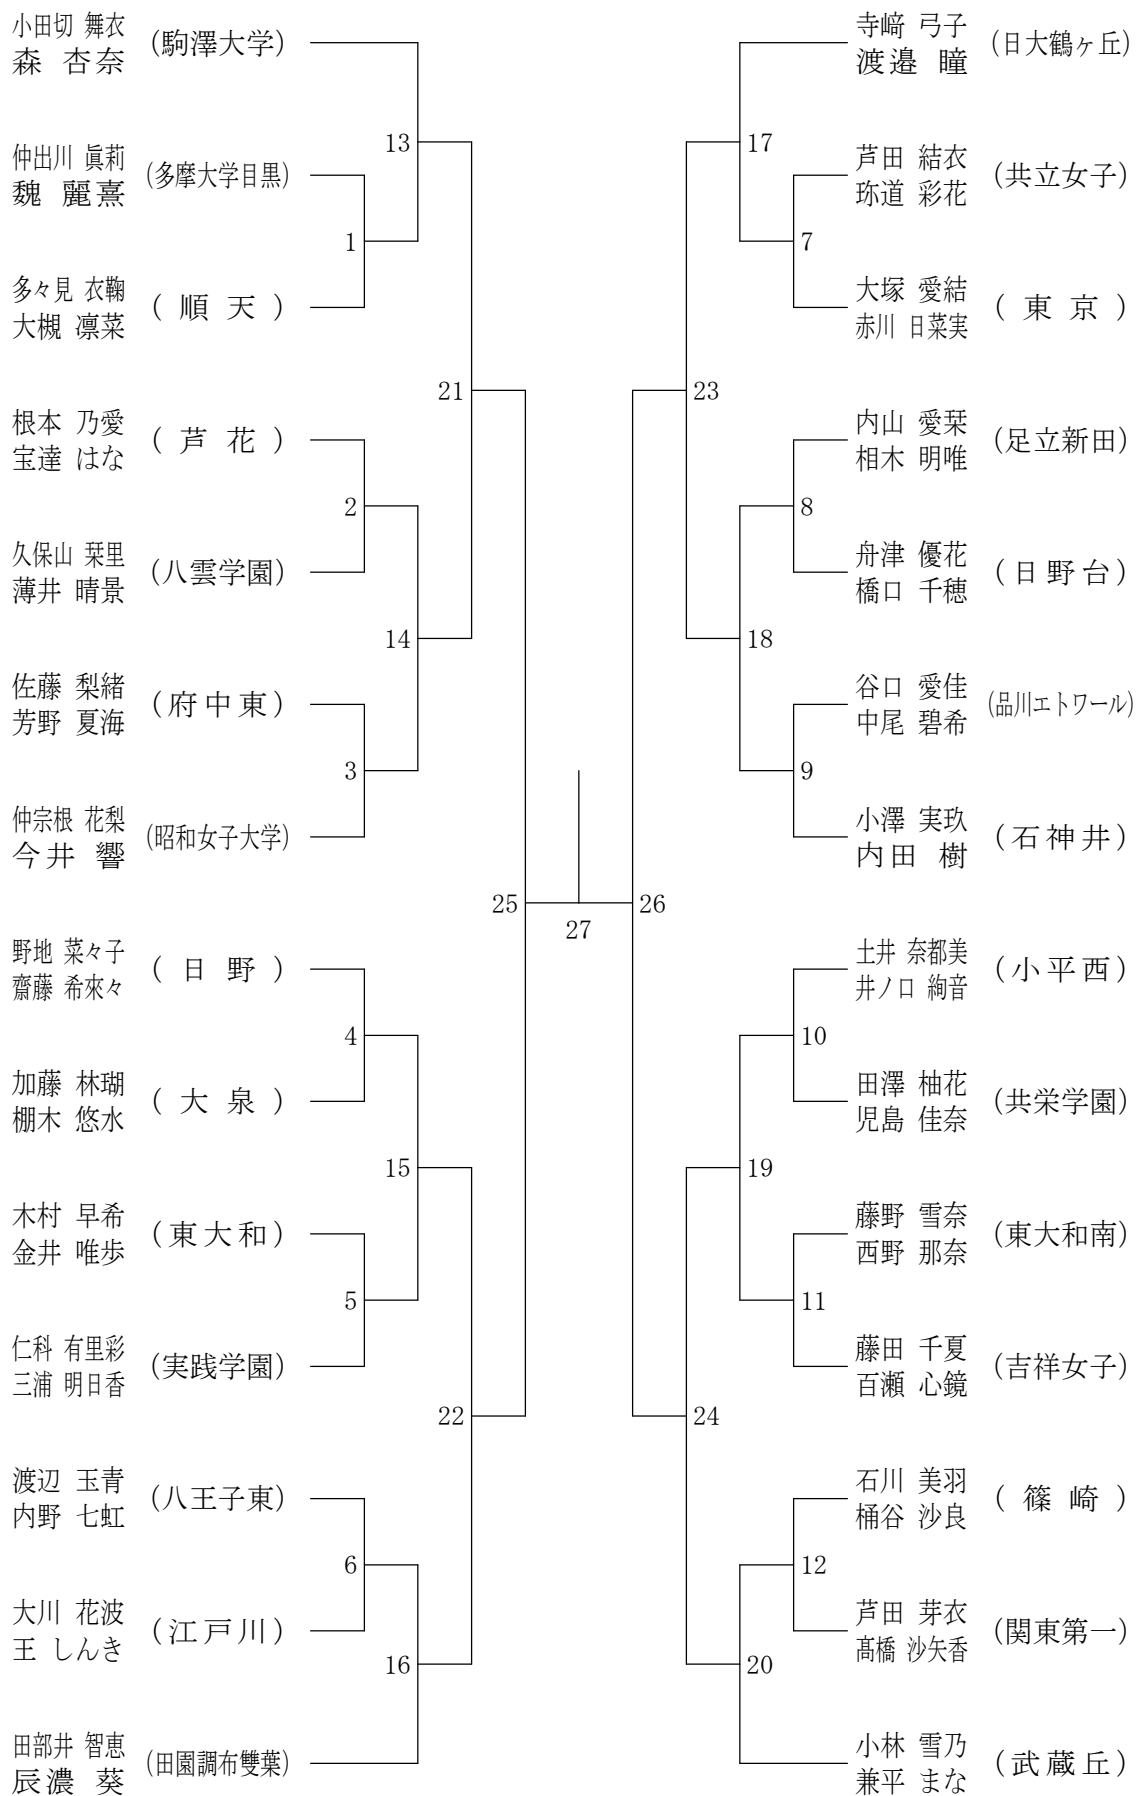 小田切 舞衣
森 杏奈
(駒澤大学)
13
仲出川 眞莉
魏 麗熹
(多摩大学目黒)
1
多々見 衣鞠
大槻 凛菜
(順天)
21
根本 乃愛
宝達 はな
(芦花)
2
久保山 栞里
薄井 晴景
(八雲学園)
14
佐藤 梨緒
芳野 夏海
(府中東)
3
仲宗根 花梨
今井 響
(昭和女子大学)
25
野地 菜々子
齋藤 希來々
(日野)
4
加藤 林瑚
棚木 悠水
(大泉)
15
木村 早希
金井 唯歩
(東大和)
5
仁科 有里彩
三浦 明日香
(実践学園)
22
渡辺 玉青
内野 七虹
(八王子東)
6
大川 花波
王 しんき
(江戸川)
16
田部井 智恵
辰濃 葵
(田園調布雙葉)
27
寺﨑 弓子
渡邉 瞳
(日大鶴ヶ丘)
17
芦田 結衣
珎道 彩花
(共立女子)
7
大塚 愛結
赤川 日菜実
(東京)
23
内山 愛栞
相木 明唯
(足立新田)
8
舟津 優花
橋口 千穂
(日野台)
18
谷口 愛佳
中尾 碧希
(品川エトワール)
9
小澤 実玖
内田 樹
(石神井)
26
土井 奈都美
井ノ口 絢音
(小平西)
10
田澤 柚花
児島 佳奈
(共栄学園)
19
藤野 雪奈
西野 那奈
(東大和南)
11
藤田 千夏
百瀬 心鏡
(吉祥女子)
24
石川 美羽
桶谷 沙良
(篠崎)
12
芦田 芽衣
髙橋 沙矢香
(関東第一)
20
小林 雪乃
兼平 まな
(武蔵丘)